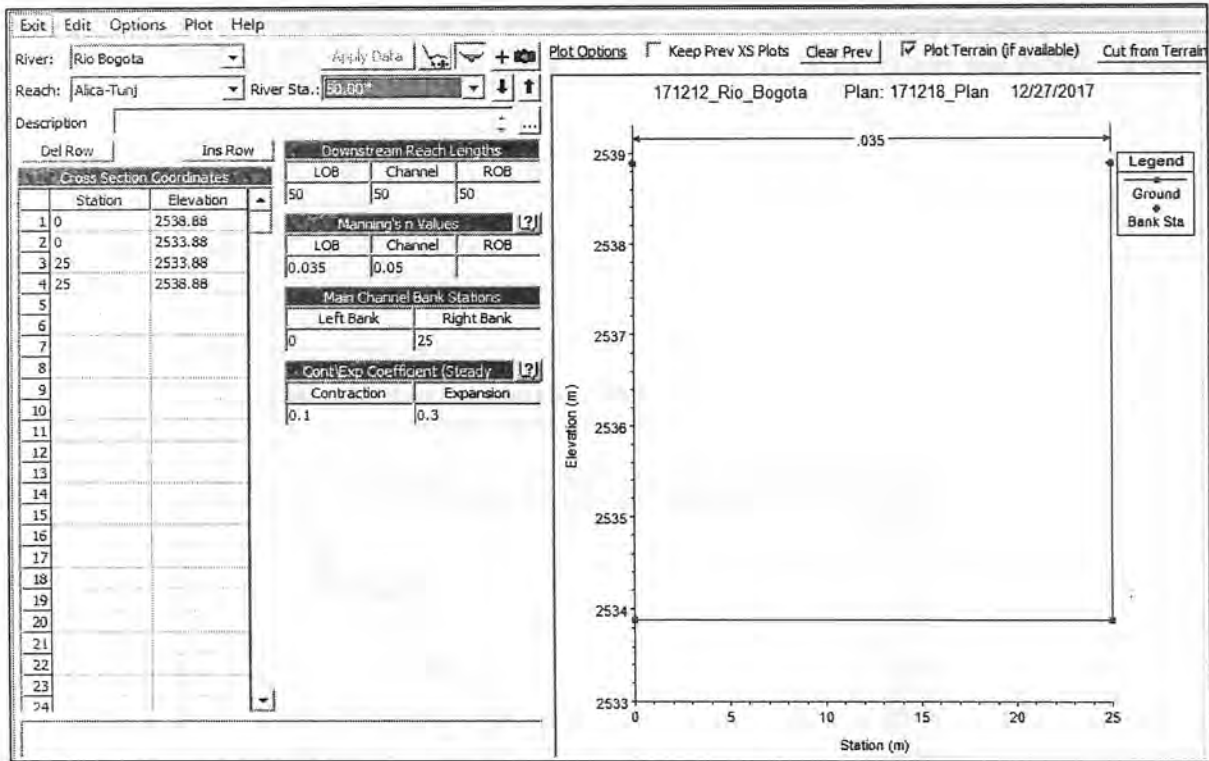 Exit Edit Options Plot Help
River: Rio Bogota
Apply Data
Plot Options Keep Prev XS Plots Clear Prev Plot Terrain (if available) Cut from Terrain
Reach: Alica-Tunj River Sta.: 50.00*
Description ...
Del Row Ins Row
Cross Section Coordinates
Station Elevation
1 0 2538.88
2 0 2533.88
3 25 2533.88
4 25 2538.88
5
6
7
8
9
10
11
12
13
14
15
16
17
18
19
20
21
22
23
24
Downstream Reach Lengths
LOB Channel ROB
50 50 50
Manning's n Values ?
LOB Channel ROB
0.035 0.05
Main Channel Bank Stations
Left Bank Right Bank
0 25
Cont\Exp Coefficient (Steady ?
Contraction Expansion
0.1 0.3
171212_Rio_Bogota Plan: 171218_Plan 12/27/2017
.035
Legend
Ground
Bank Sta
2539
2538
2537
2536
2535
2534
2533
Elevation (m)
0 5 10 15 20 25
Station (m)